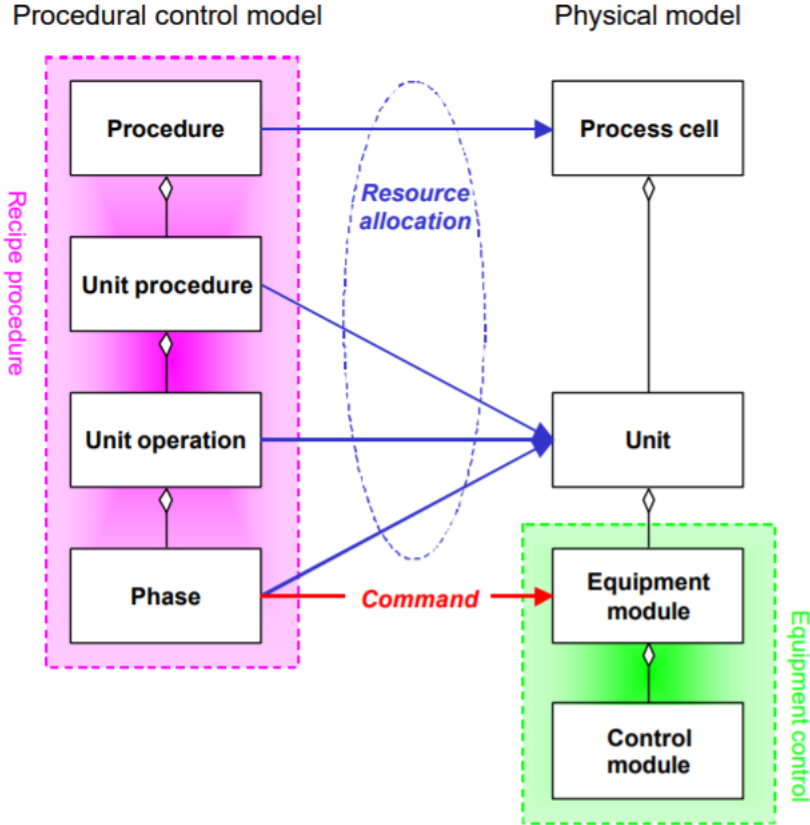 Procedural control model
Physical model
Procedure
Process cell
Resource
allocation
Recipe procedure
Unit procedure
Unit operation
Unit
Phase
Command
Equipment
module
Equipment control
Control
module